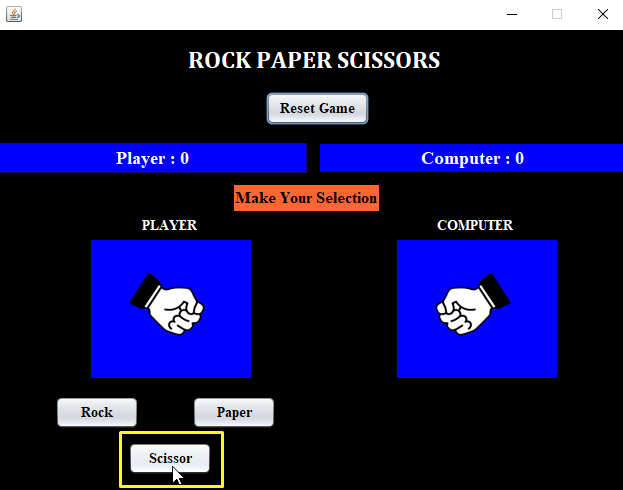 ROCK PAPER SCISSORS
Reset Game
Player : 0
Computer : 0
Make Your Selection
PLAYER
COMPUTER
Rock
Paper
Scissor